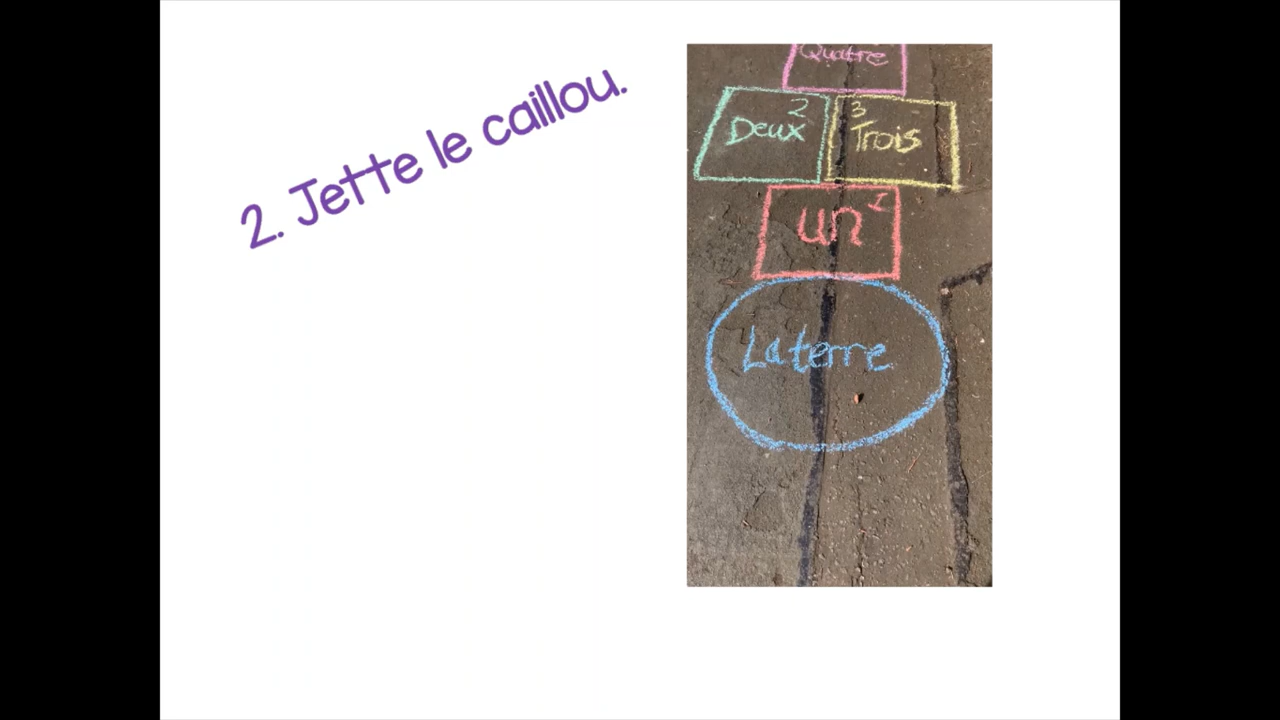 2. Jette le caillou.
Quatre
2 3
Deux Trois
1
un
La terre